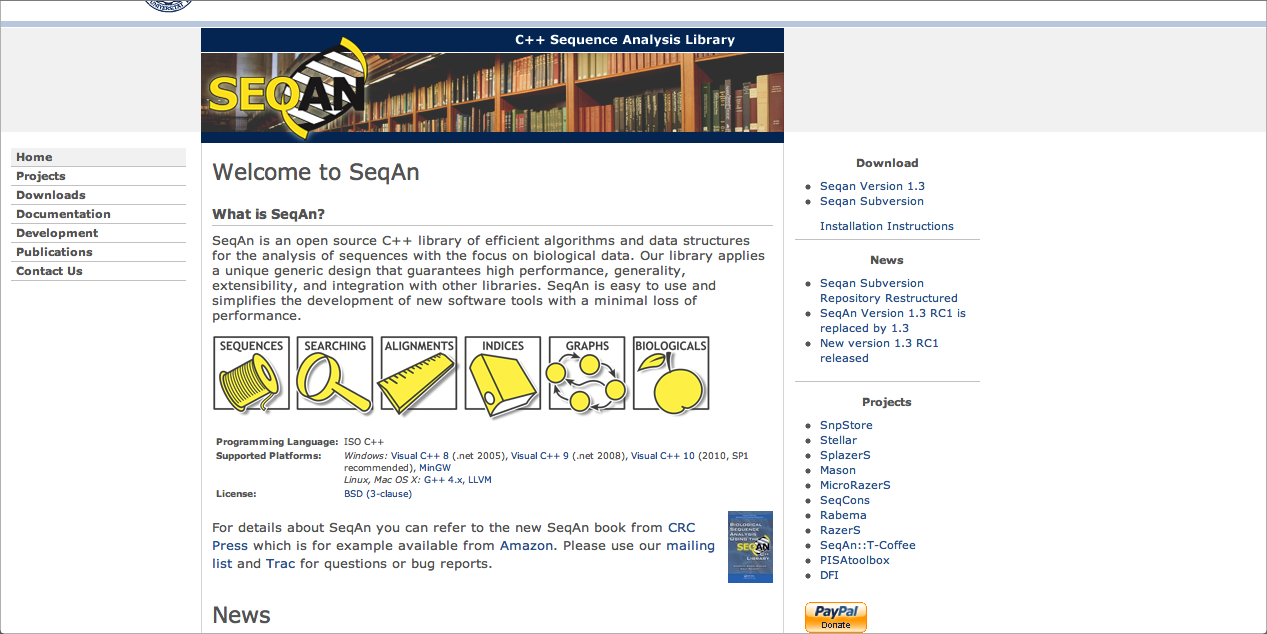 UNIVERSITÄT
C++ Sequence Analysis Library
SEQAN
Home
Projects
Downloads
Documentation
Development
Publications
Contact Us
Welcome to SeqAn
What is SeqAn?
SeqAn is an open source C++ library of efficient algorithms and data structures
for the analysis of sequences with the focus on biological data. Our library applies
a unique generic design that guarantees high performance, generality,
extensibility, and integration with other libraries. SeqAn is easy to use and
simplifies the development of new software tools with a minimal loss of
performance.
SEQUENCES SEARCHING ALIGNMENTS INDICES GRAPHS BIOLOGICALS
Programming Language: ISO C++
Supported Platforms: Windows: Visual C++ 8 (.net 2005), Visual C++ 9 (.net 2008), Visual C++ 10 (2010, SP1
recommended), MinGW
Linux, Mac OS X: G++ 4.x, LLVM
License: BSD (3-clause)
For details about SeqAn you can refer to the new SeqAn book from CRC
Press which is for example available from Amazon. Please use our mailing
list and Trac for questions or bug reports.
BIOLOGICAL
SEQUENCE
ANALYSIS
USING THE
SEQAN
C++
LIBRARY
News
Download
Seqan Version 1.3
Seqan Subversion
Installation Instructions
News
Seqan Subversion
Repository Restructured
SeqAn Version 1.3 RC1 is
replaced by 1.3
New version 1.3 RC1
released
Projects
SnpStore
Stellar
SplazerS
Mason
MicroRazerS
SeqCons
Rabema
RazerS
SeqAn::T-Coffee
PISAtoolbox
DFI
PayPal
Donate